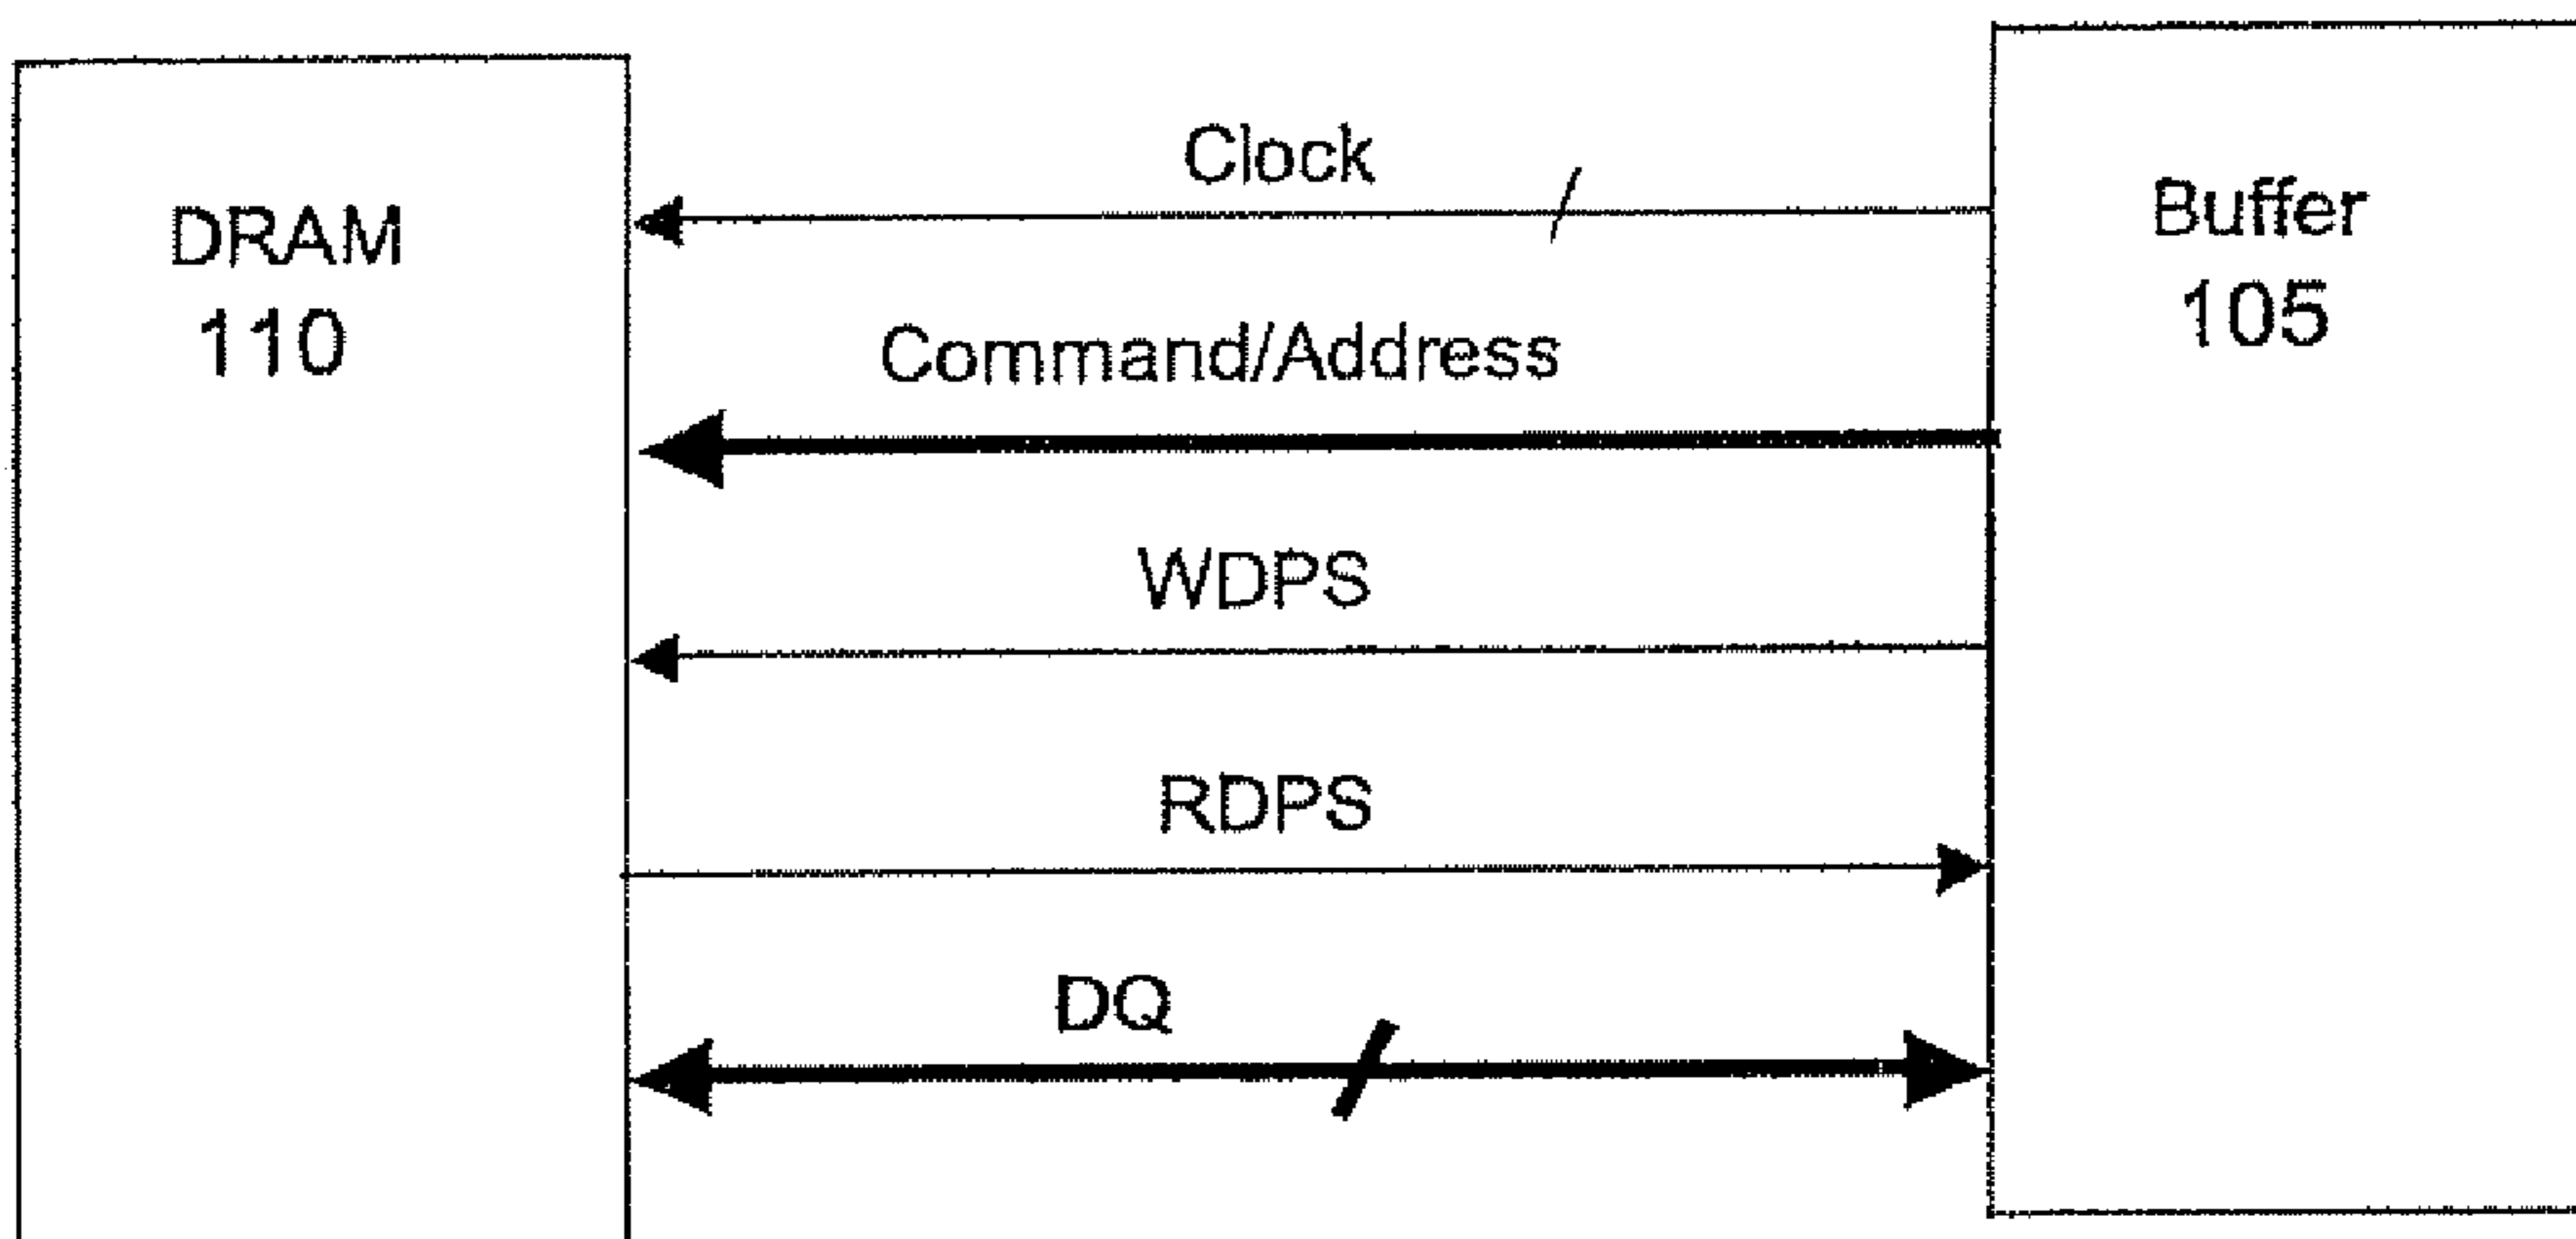 DRAM
110
Clock
Command/Address
WDPS
RDPS
DQ
Buffer
105